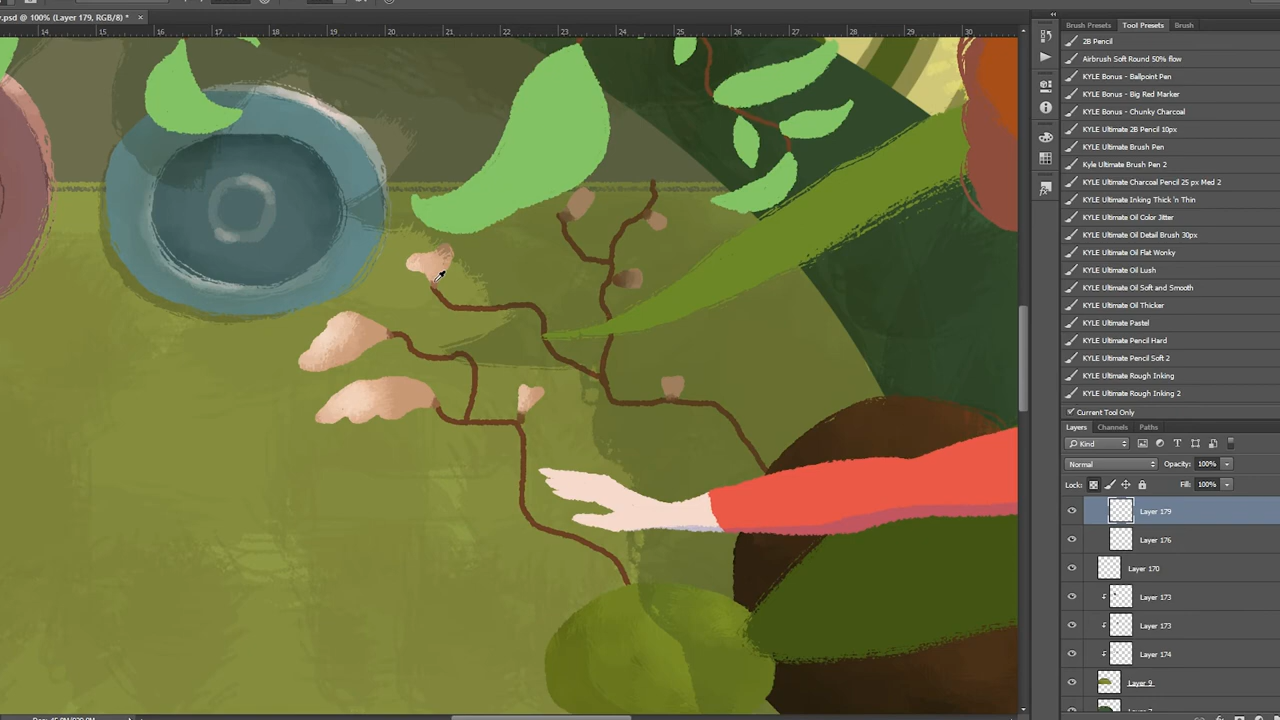 .psd @ 100% (Layer 179, RGB/8) * ×
14 15 16 17 18 19 20 21 22 23 24 25 26 27 28 29 30
Brush Presets Tool Presets Brush
2B Pencil
Airbrush Soft Round 50% flow
KYLE Bonus - Ballpoint Pen
KYLE Bonus - Big Red Marker
KYLE Bonus - Chunky Charcoal
KYLE Ultimate 2B Pencil 10px
KYLE Ultimate Brush Pen
Kyle Ultimate Brush Pen 2
KYLE Ultimate Charcoal Pencil 25 px Med 2
KYLE Ultimate Inking Thick 'n Thin
KYLE Ultimate Oil Color Jitter
KYLE Ultimate Oil Detail Brush 30px
KYLE Ultimate Oil Flat Wonky
KYLE Ultimate Oil Lush
KYLE Ultimate Oil Soft and Smooth
KYLE Ultimate Oil Thicker
KYLE Ultimate Pastel
KYLE Ultimate Pencil Hard
KYLE Ultimate Pencil Soft 2
KYLE Ultimate Rough Inking
KYLE Ultimate Rough Inking 2
Current Tool Only
Layers Channels Paths
Kind
Normal Opacity: 100%
Lock: Fill: 100%
Layer 179
Layer 176
Layer 170
Layer 173
Layer 173
Layer 174
Layer 9